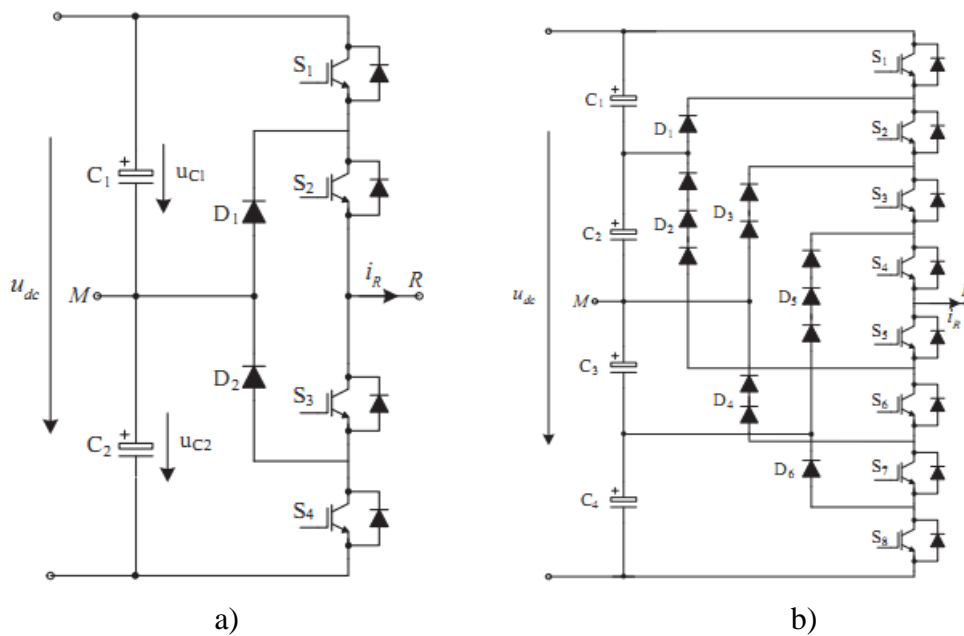 S1
+
C1
uC1
S2
D1
udc
M
iR
R
D2
S3
+
C2
uC2
S4
a)
S1
+
C1
D1
S2
D3
S3
+
C2
D2
S4
udc
M
D5
iR
S5
+
C3
D4
S6
D6
S7
+
C4
S8
b)